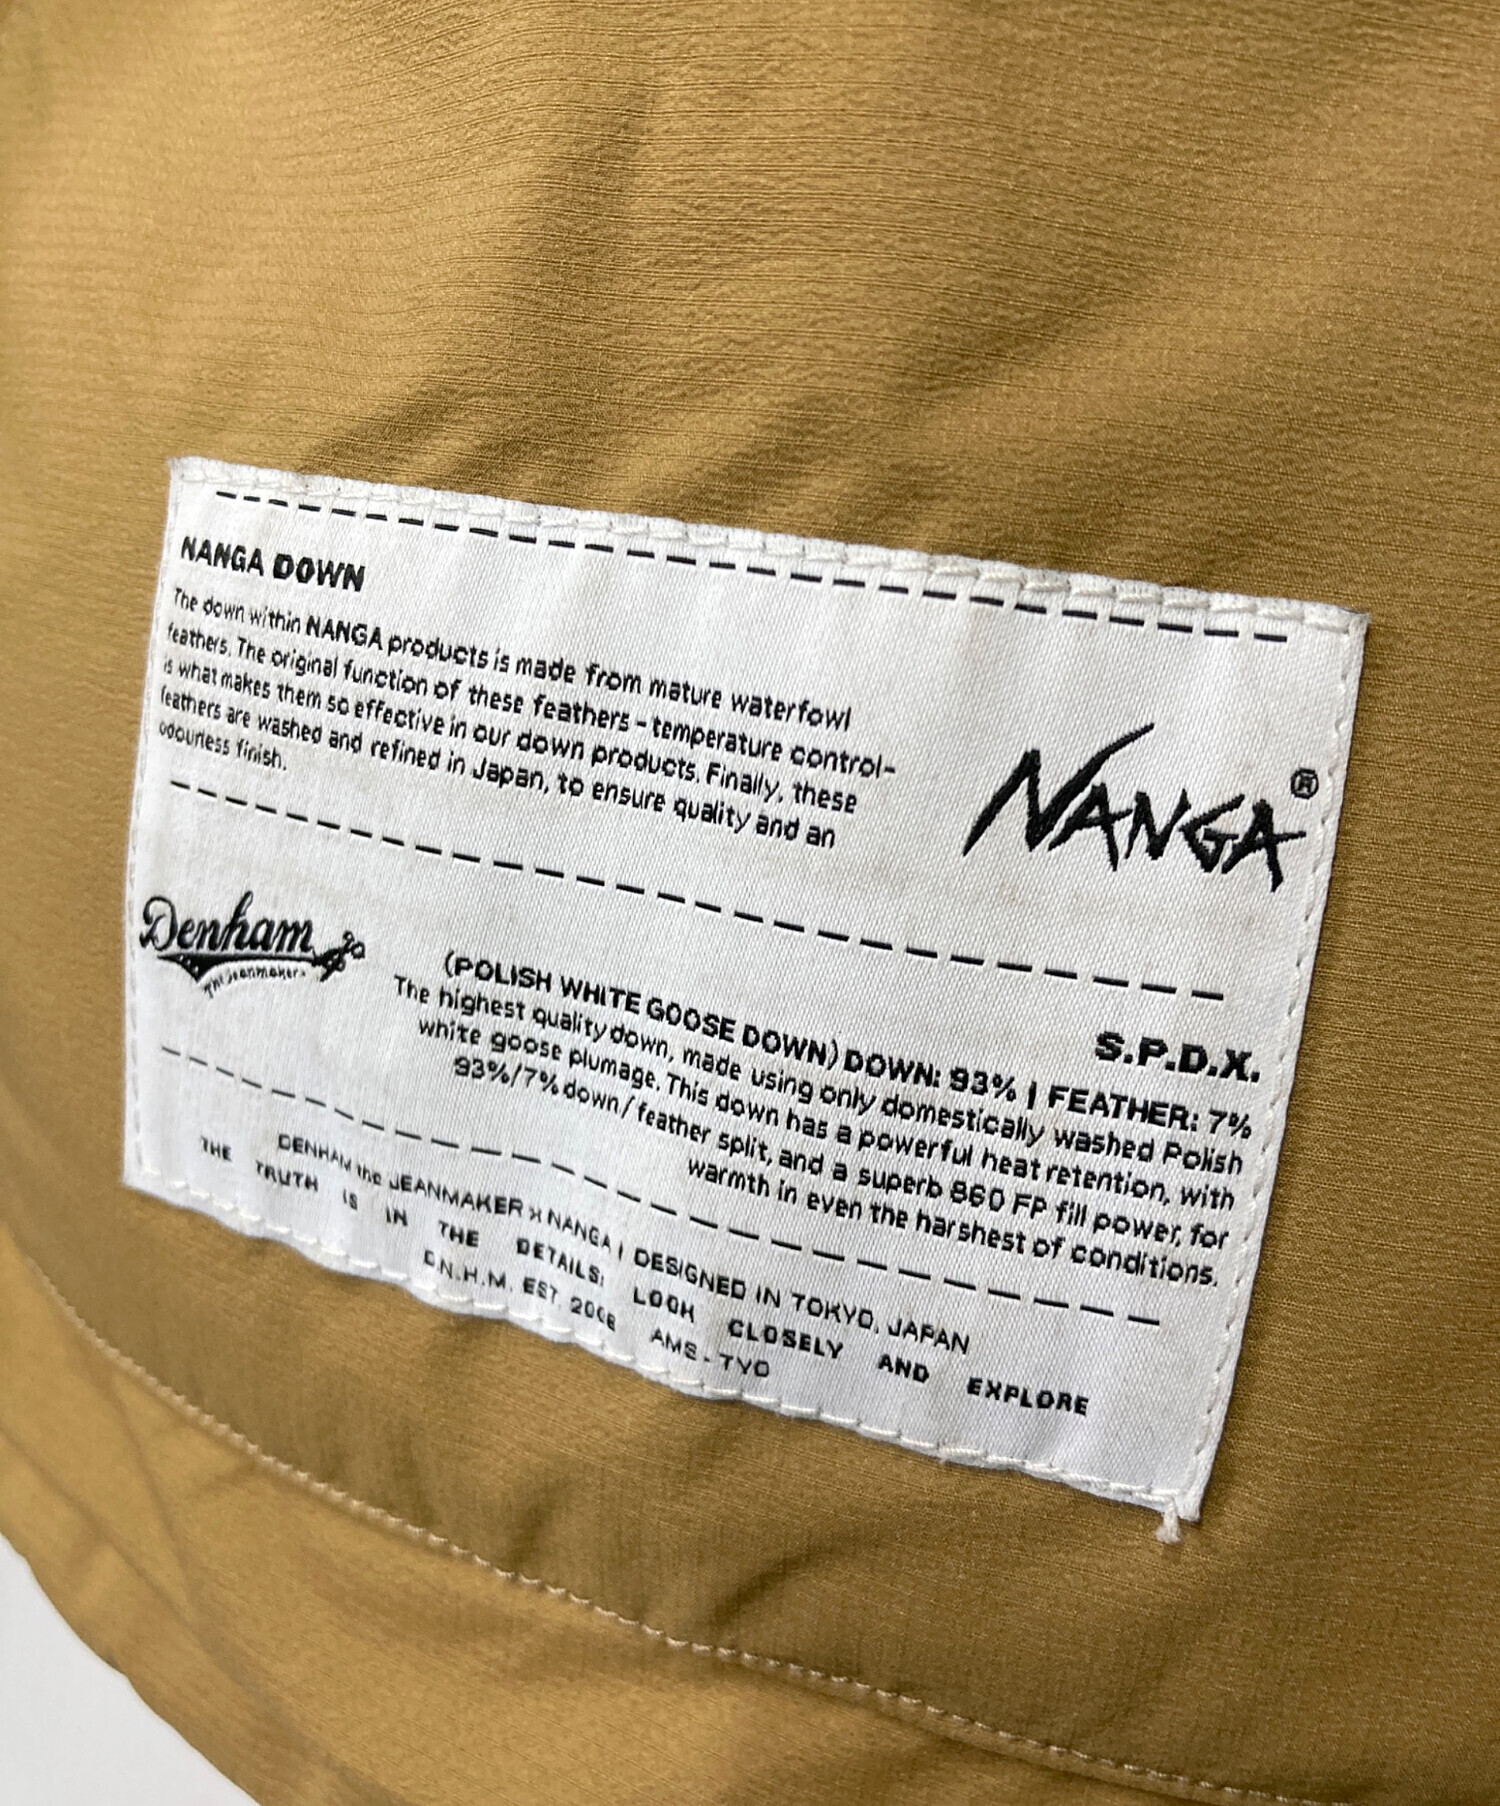 NANGA DOWN
The down within NANGA products is made from mature waterfowl
feathers. The original function of these feathers - temperature control-
is what makes them so effective in our down products. Finally, these
feathers are washed and refined in Japan, to ensure quality and an
odourless finish.
NANGA®
Denham
The Jeanmaker
S.P.D.X.
(POLISH WHITE GOOSE DOWN) DOWN: 93% | FEATHER: 7%
The highest quality down, made using only domestically washed Polish
white goose plumage. This down has a powerful heat retention, with
93%/7% down / feather split, and a superb 860 FP fill power, for
warmth in even the harshest of conditions.
DENHAM the JEANMAKER x NANGA | DESIGNED IN TOKYO, JAPAN
THE TRUTH IS IN THE DETAILS: LOOK CLOSELY AND EXPLORE
D.N.H.M. EST. 2008 AMS - TYO